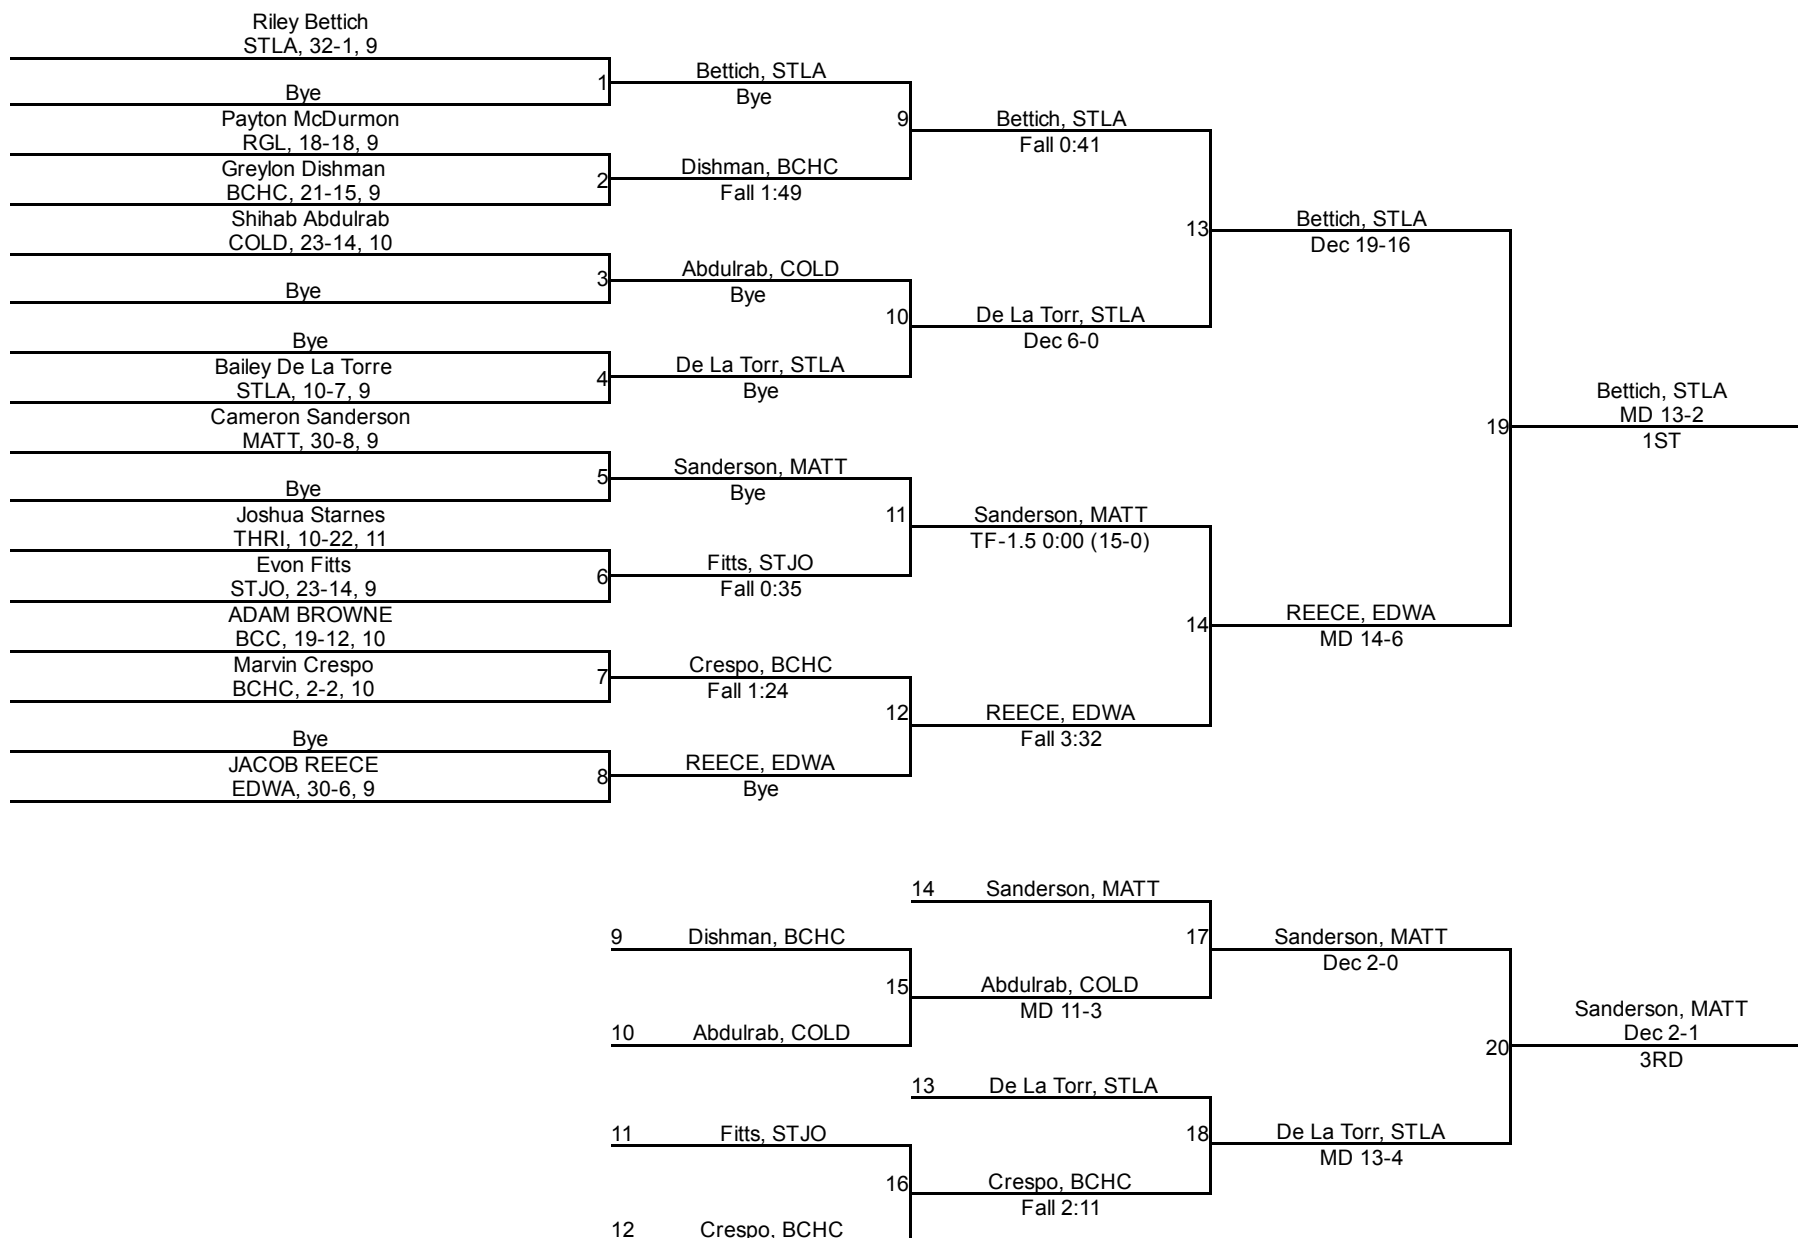 Riley Bettich
STLA, 32-1, 9
1
Bye
Bettich, STLA
Bye
Payton McDurmon
RGL, 18-18, 9
9
Bettich, STLA
Fall 0:41
Greylon Dishman
BCHC, 21-15, 9
2
Dishman, BCHC
Fall 1:49
Shihab Abdulrab
COLD, 23-14, 10
13
Bettich, STLA
Dec 19-16
3
Bye
Abdulrab, COLD
Bye
10
De La Torr, STLA
Dec 6-0
Bye
Bailey De La Torre
STLA, 10-7, 9
4
De La Torr, STLA
Bye
Cameron Sanderson
MATT, 30-8, 9
19
Bettich, STLA
MD 13-2
1ST
5
Bye
Sanderson, MATT
Bye
Joshua Starnes
THRI, 10-22, 11
11
Sanderson, MATT
TF-1.5 0:00 (15-0)
Evon Fitts
STJO, 23-14, 9
6
Fitts, STJO
Fall 0:35
ADAM BROWNE
BCC, 19-12, 10
14
REECE, EDWA
MD 14-6
Marvin Crespo
BCHC, 2-2, 10
7
Crespo, BCHC
Fall 1:24
12
REECE, EDWA
Fall 3:32
Bye
JACOB REECE
EDWA, 30-6, 9
8
REECE, EDWA
Bye
14 Sanderson, MATT
9 Dishman, BCHC
17
Sanderson, MATT
Dec 2-0
15
Abdulrab, COLD
MD 11-3
10 Abdulrab, COLD
20
Sanderson, MATT
Dec 2-1
3RD
13 De La Torr, STLA
11 Fitts, STJO
18
De La Torr, STLA
MD 13-4
16
Crespo, BCHC
Fall 2:11
12 Crespo, BCHC